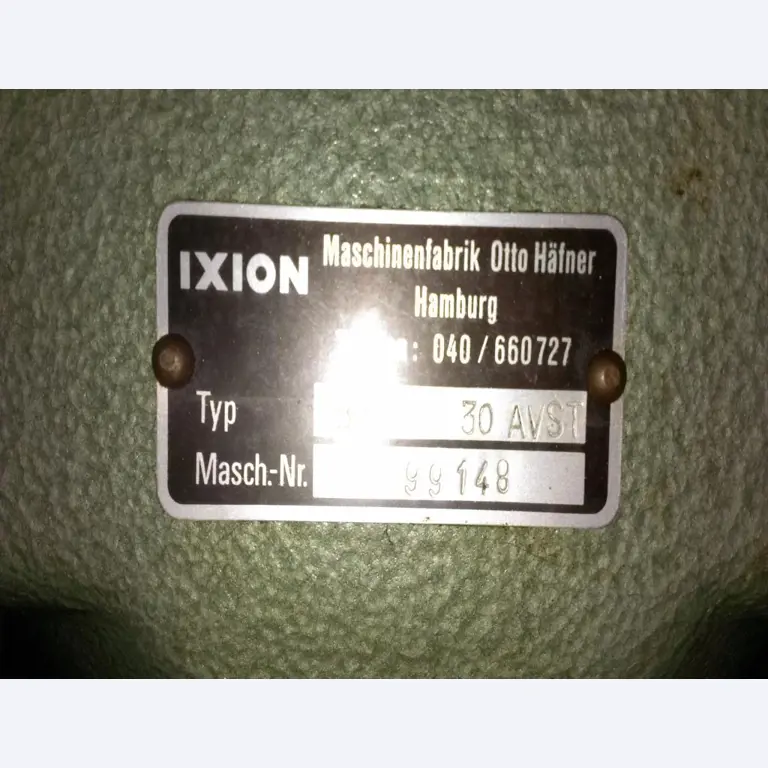 IXION
Maschinenfabrik Otto Häfner
Hamburg
: 040 / 660727
Typ 30 AVST
Masch.-Nr. 99148